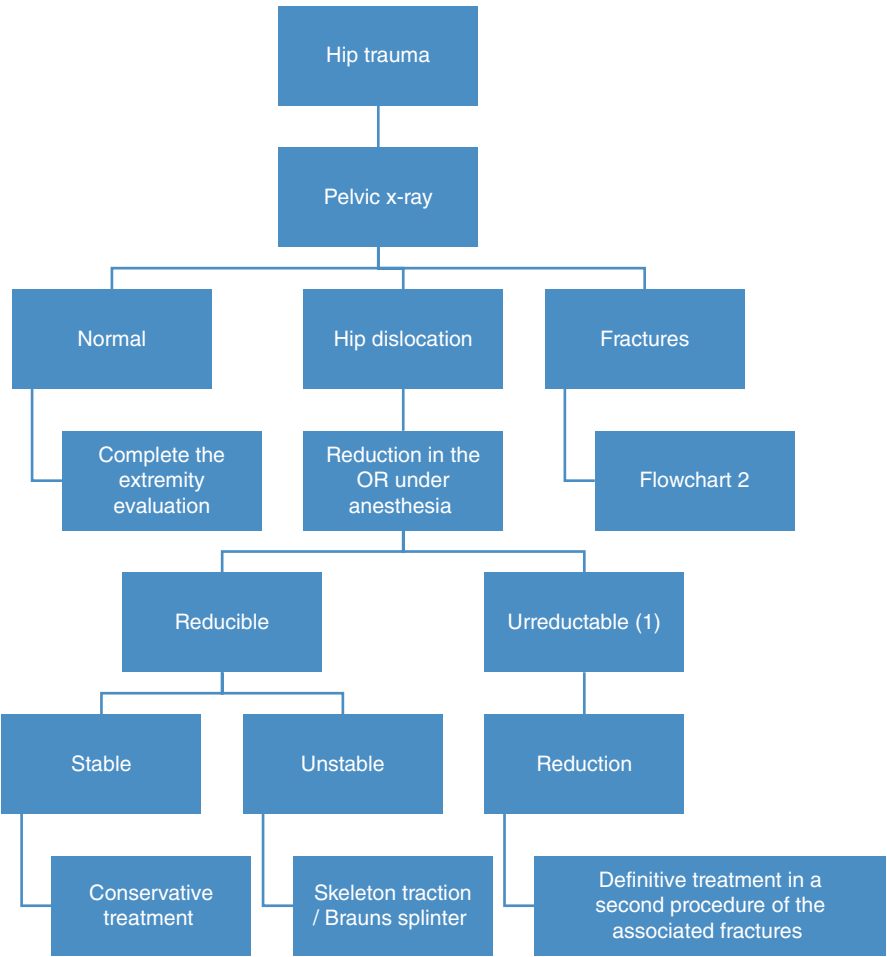 Hip trauma
Pelvic x-ray
Normal
Hip dislocation
Fractures
Complete the
extremity
evaluation
Reduction in the
OR under
anesthesia
Flowchart 2
Reducible
Urreductable (1)
Stable
Unstable
Reduction
Conservative
treatment
Skeleton traction
/ Brauns splinter
Definitive treatment in a
second procedure of the
associated fractures